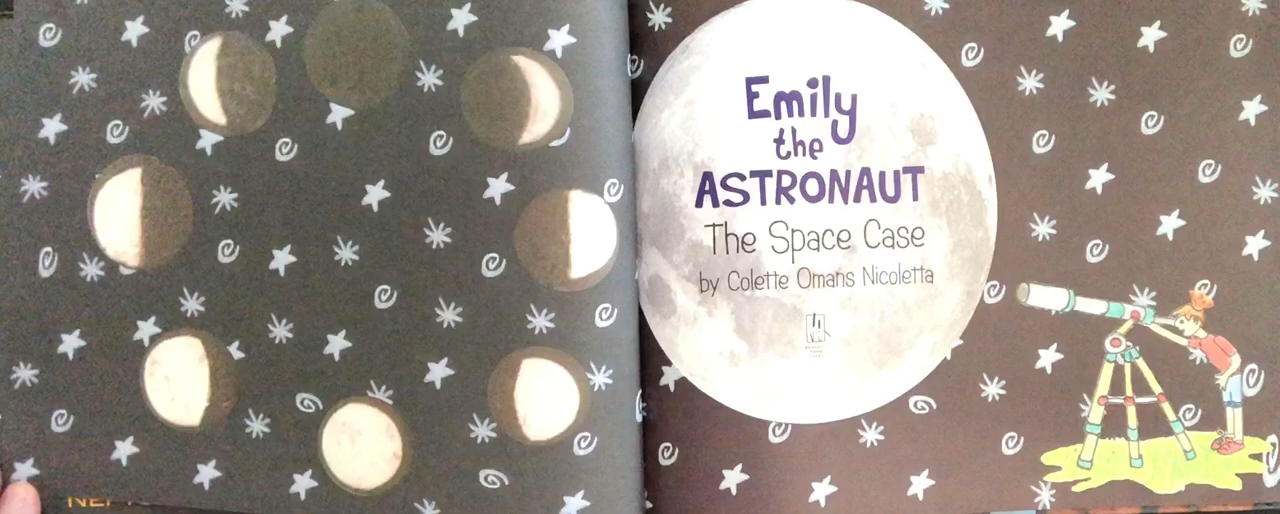 Emily
the
ASTRONAUT
The Space Case
by Colette Omans Nicoletta